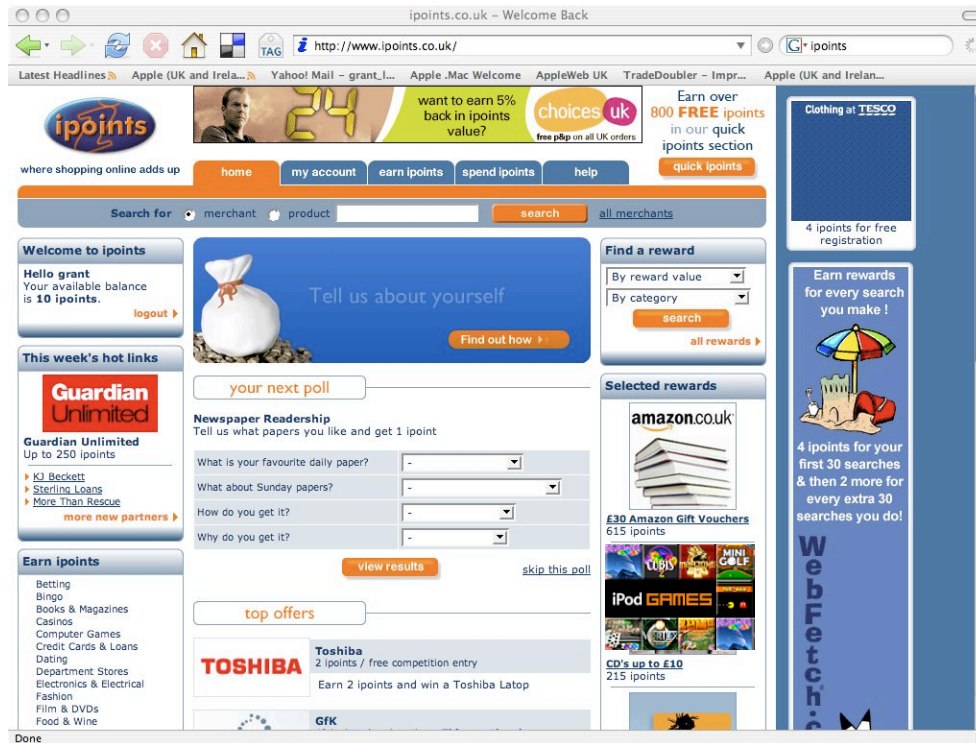 ipoints.co.uk – Welcome Back
TAG
http://www.ipoints.co.uk/
G
ipoints
Latest Headlines
Apple (UK and Irela...
Yahoo! Mail – grant_l...
Apple .Mac Welcome
AppleWeb UK
TradeDoubler – Impr...
Apple (UK and Irelan...
ipoints
where shopping online adds up
24
want to earn 5%
back in ipoints
value?
choices uk
free p&p on all UK orders
Earn over
800 FREE ipoints
in our quick
ipoints section
quick ipoints
home
my account
earn ipoints
spend ipoints
help
Search for
merchant
product
search
all merchants
Welcome to ipoints
Hello grant
Your available balance
is 10 ipoints.
logout
This week's hot links
Guardian
Unlimited
Guardian Unlimited
Up to 250 ipoints
KJ Beckett
Sterling Loans
More Than Rescue
more new partners
Earn ipoints
Betting
Bingo
Books & Magazines
Casinos
Computer Games
Credit Cards & Loans
Dating
Department Stores
Electronics & Electrical
Fashion
Film & DVDs
Food & Wine
Tell us about yourself
Find out how
your next poll
Newspaper Readership
Tell us what papers you like and get 1 ipoint
What is your favourite daily paper?
-
What about Sunday papers?
-
How do you get it?
-
Why do you get it?
-
view results
skip this poll
top offers
TOSHIBA
Toshiba
2 ipoints / free competition entry
Earn 2 ipoints and win a Toshiba Latop
GfK
Find a reward
By reward value
By category
search
all rewards
Selected rewards
amazon.co.uk
£30 Amazon Gift Vouchers
615 ipoints
CUBIS
MINI
GOLF
iPod GAMES
CD's up to £10
215 ipoints
Clothing at TESCO
4 ipoints for free
registration
Earn rewards
for every search
you make !
4 ipoints for your
first 30 searches
& then 2 more for
every extra 30
searches you do!
WebFetch.c
Done